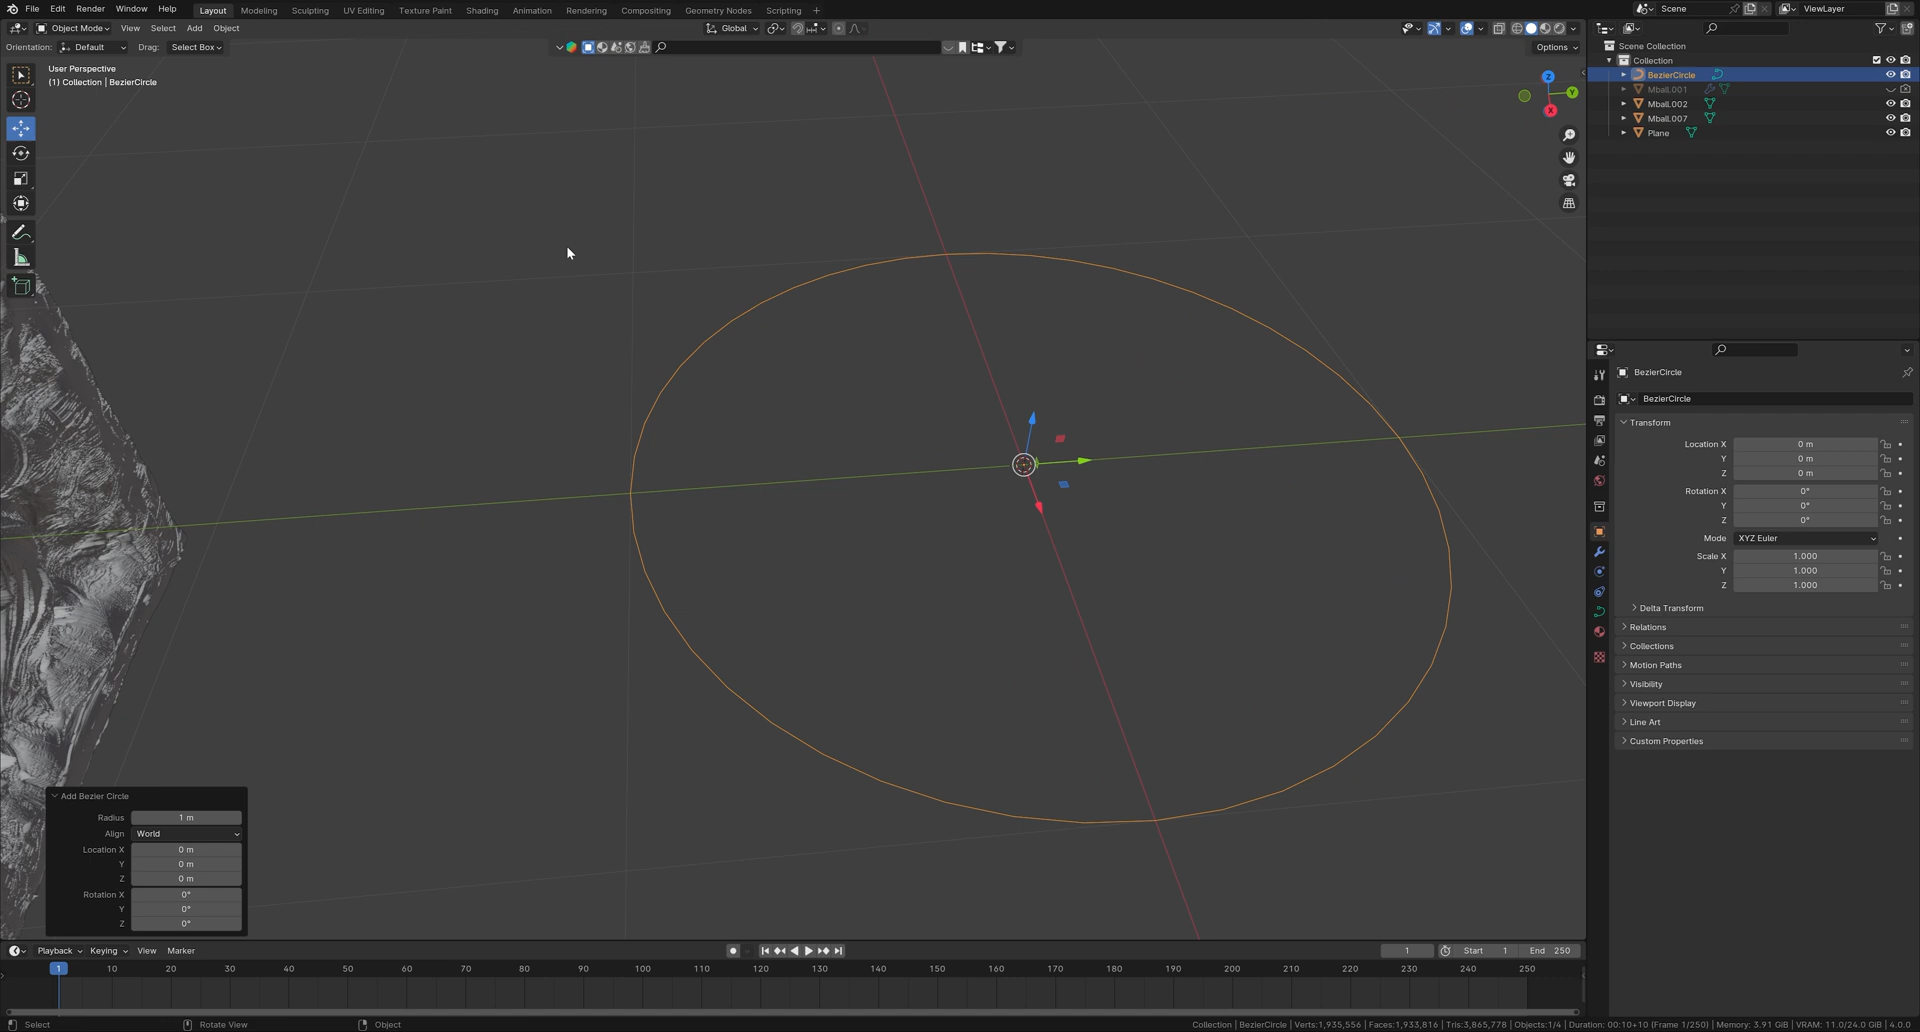 File Edit Render Window Help Layout Modeling Sculpting UV Editing Texture Paint Shading Animation Rendering Compositing Geometry Nodes Scripting + Scene ViewLayer
Object Mode View Select Add Object Global
Orientation: Default Drag: Select Box Options
User Perspective
(1) Collection | BezierCircle
Z
Y
X
Scene Collection
Collection
BezierCircle
Mball.001
Mball.002
Mball.007
Plane
BezierCircle
BezierCircle
Transform
Location X 0 m
Y 0 m
Z 0 m
Rotation X 0°
Y 0°
Z 0°
Mode XYZ Euler
Scale X 1.000
Y 1.000
Z 1.000
Delta Transform
Relations
Collections
Motion Paths
Visibility
Viewport Display
Line Art
Custom Properties
Add Bezier Circle
Radius 1 m
Align World
Location X 0 m
Y 0 m
Z 0 m
Rotation X 0°
Y 0°
Z 0°
Playback Keying View Marker 1 Start 1 End 250
1 10 20 30 40 50 60 70 80 90 100 110 120 130 140 150 160 170 180 190 200 210 220 230 240 250
Select Rotate View Object Collection | BezierCircle | Verts:1,935,556 | Faces:1,933,816 | Tris:3,865,778 | Objects:1/4 | Duration: 00:10+10 (Frame 1/250) | Memory: 3.91 GiB | VRAM: 11.0/24.0 GiB | 4.0.0